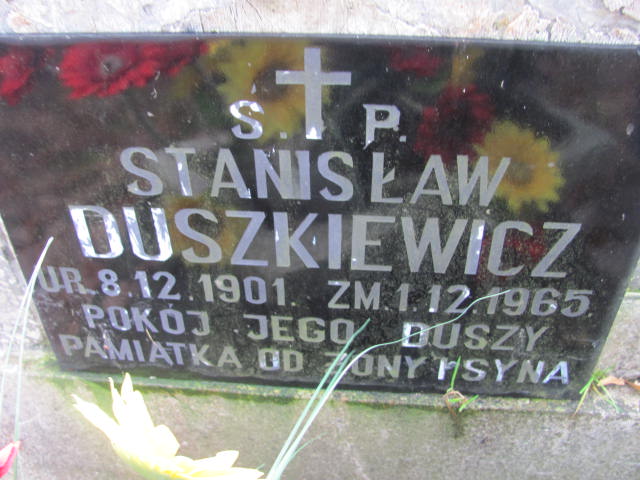 S. P.
STANISŁAW
DUSZKIEWICZ
UR. 8.12.1901. ZM.1.12.1965.
POKÓJ JEGO DUSZY
PAMIĄTKA OD ŻONY I SYNA